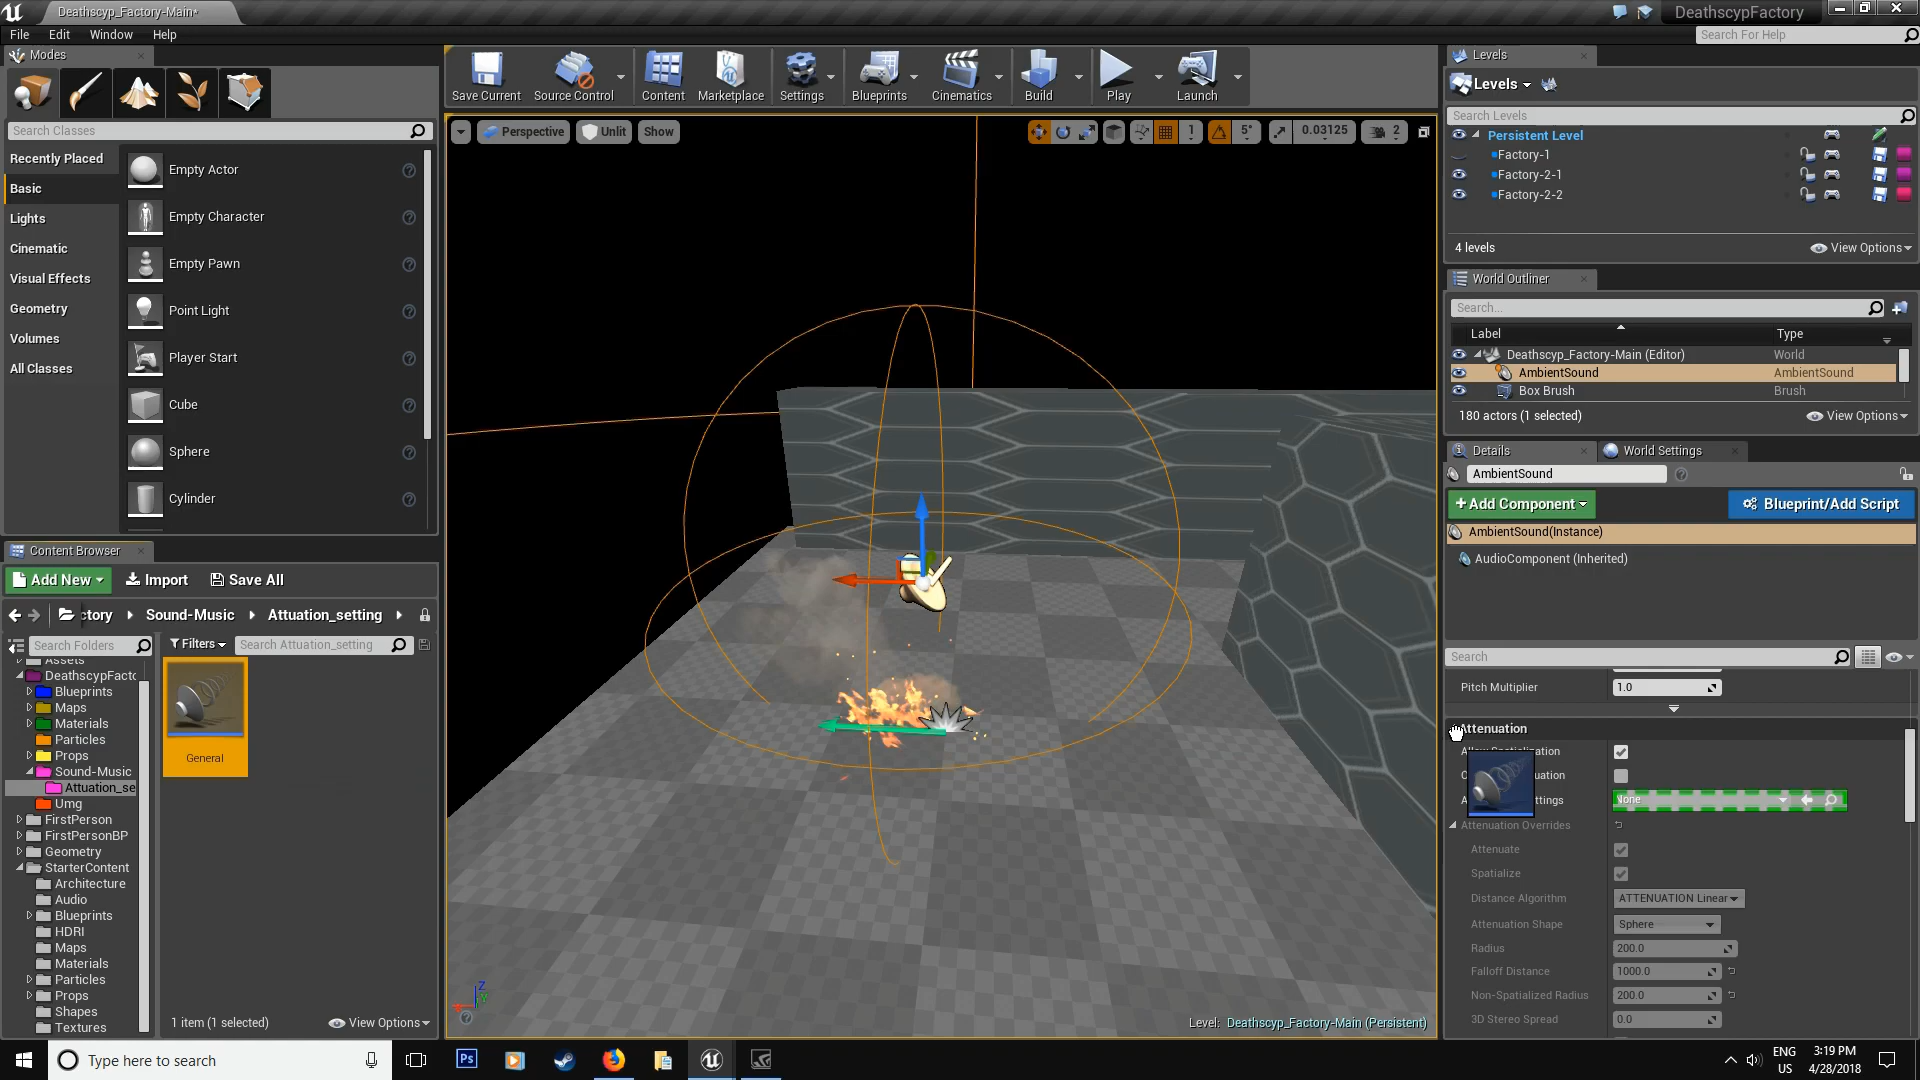 Deathscyp_Factory-Main*
DeathscypFactory
File Edit Window Help
Search For Help
Modes
Search Classes
Recently Placed
Basic
Lights
Cinematic
Visual Effects
Geometry
Volumes
All Classes
Empty Actor
Empty Character
Empty Pawn
Point Light
Player Start
Cube
Sphere
Cylinder
Save Current
Source Control
Content
Marketplace
Settings
Blueprints
Cinematics
Build
Play
Launch
Perspective
Unlit
Show
1
5°
0.03125
2
Level: Deathscyp_Factory-Main (Persistent)
Levels
Levels
Search Levels
Persistent Level
Factory-1
Factory-2-1
Factory-2-2
4 levels
View Options
World Outliner
Search...
Label Type
Deathscyp_Factory-Main (Editor) World
AmbientSound AmbientSound
Box Brush Brush
180 actors (1 selected)
View Options
Details
World Settings
AmbientSound
+Add Component
Blueprint/Add Script
AmbientSound(Instance)
AudioComponent (Inherited)
Search
Pitch Multiplier 1.0
Attenuation
None
Attenuation Overrides
Attenuate
Spatialize
Distance Algorithm ATTENUATION Linear
Attenuation Shape Sphere
Radius 200.0
Falloff Distance 1000.0
Non-Spatialized Radius 200.0
3D Stereo Spread 0.0
Content Browser
Add New
Import
Save All
ctory
Sound-Music
Attuation_setting
Search Folders
Filters
Search Attuation_setting
Assets
DeathscypFactc
Blueprints
Maps
Materials
Particles
Props
Sound-Music
Attuation_se
Umg
FirstPerson
FirstPersonBP
Geometry
StarterContent
Architecture
Audio
Blueprints
HDRI
Maps
Materials
Particles
Props
Shapes
Textures
General
1 item (1 selected)
View Options
Type here to search
Ps
ENG
US
3:19 PM
4/28/2018